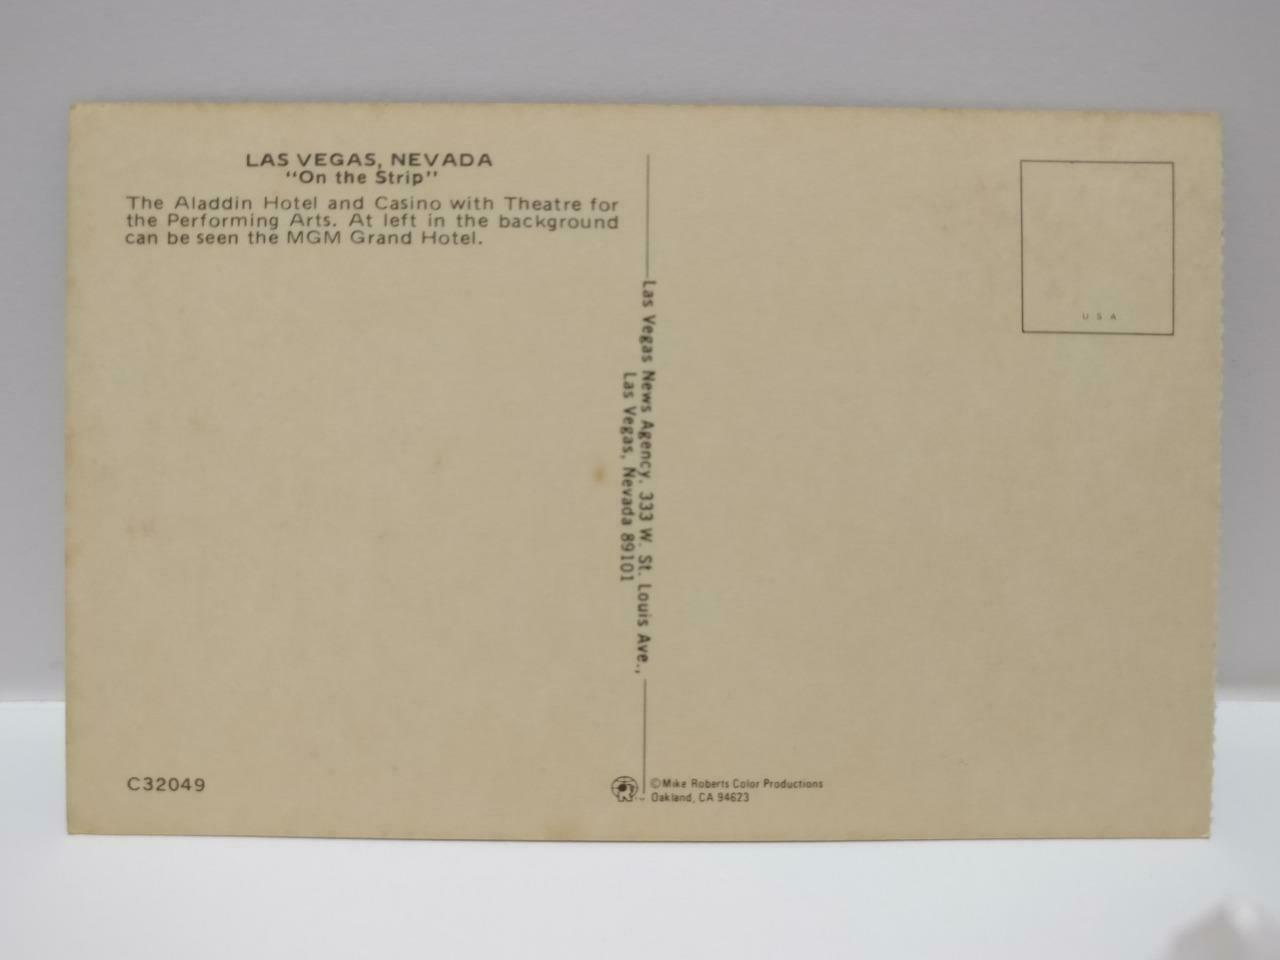 LAS VEGAS, NEVADA
"On the Strip"
The Aladdin Hotel and Casino with Theatre for
the Performing Arts. At left in the background
can be seen the MGM Grand Hotel.
Las Vegas News Agency, 333 W. St. Louis Ave.,
Las Vegas, Nevada 89101
USA
C32049
©Mike Roberts Color Productions
Oakland, CA 94623